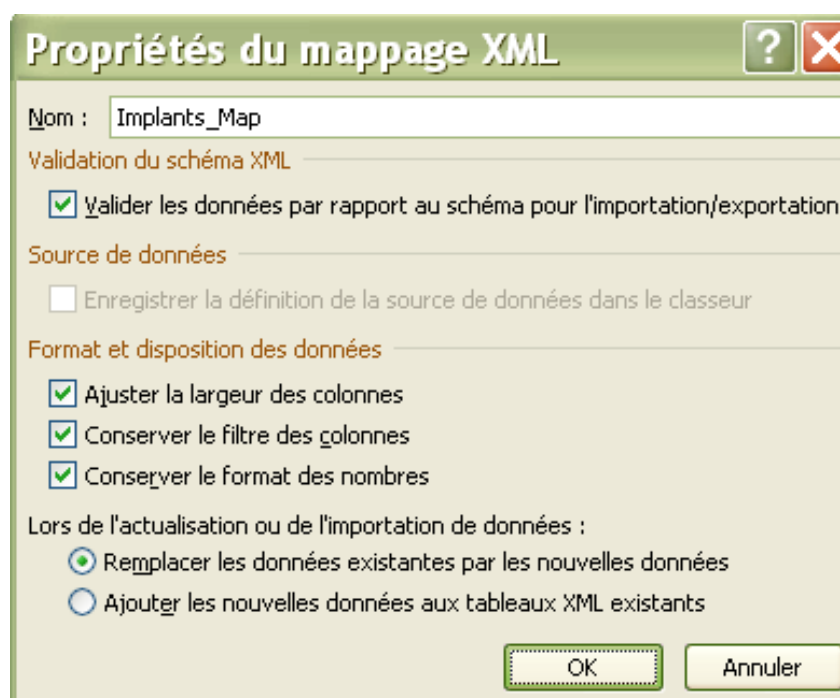 Propriétés du mappage XML
Nom : Implants_Map
Validation du schéma XML
Valider les données par rapport au schéma pour l'importation/exportation
Source de données
Enregistrer la définition de la source de données dans le classeur
Format et disposition des données
Ajuster la largeur des colonnes
Conserver le filtre des colonnes
Conserver le format des nombres
Lors de l'actualisation ou de l'importation de données :
Remplacer les données existantes par les nouvelles données
Ajouter les nouvelles données aux tableaux XML existants
OK Annuler